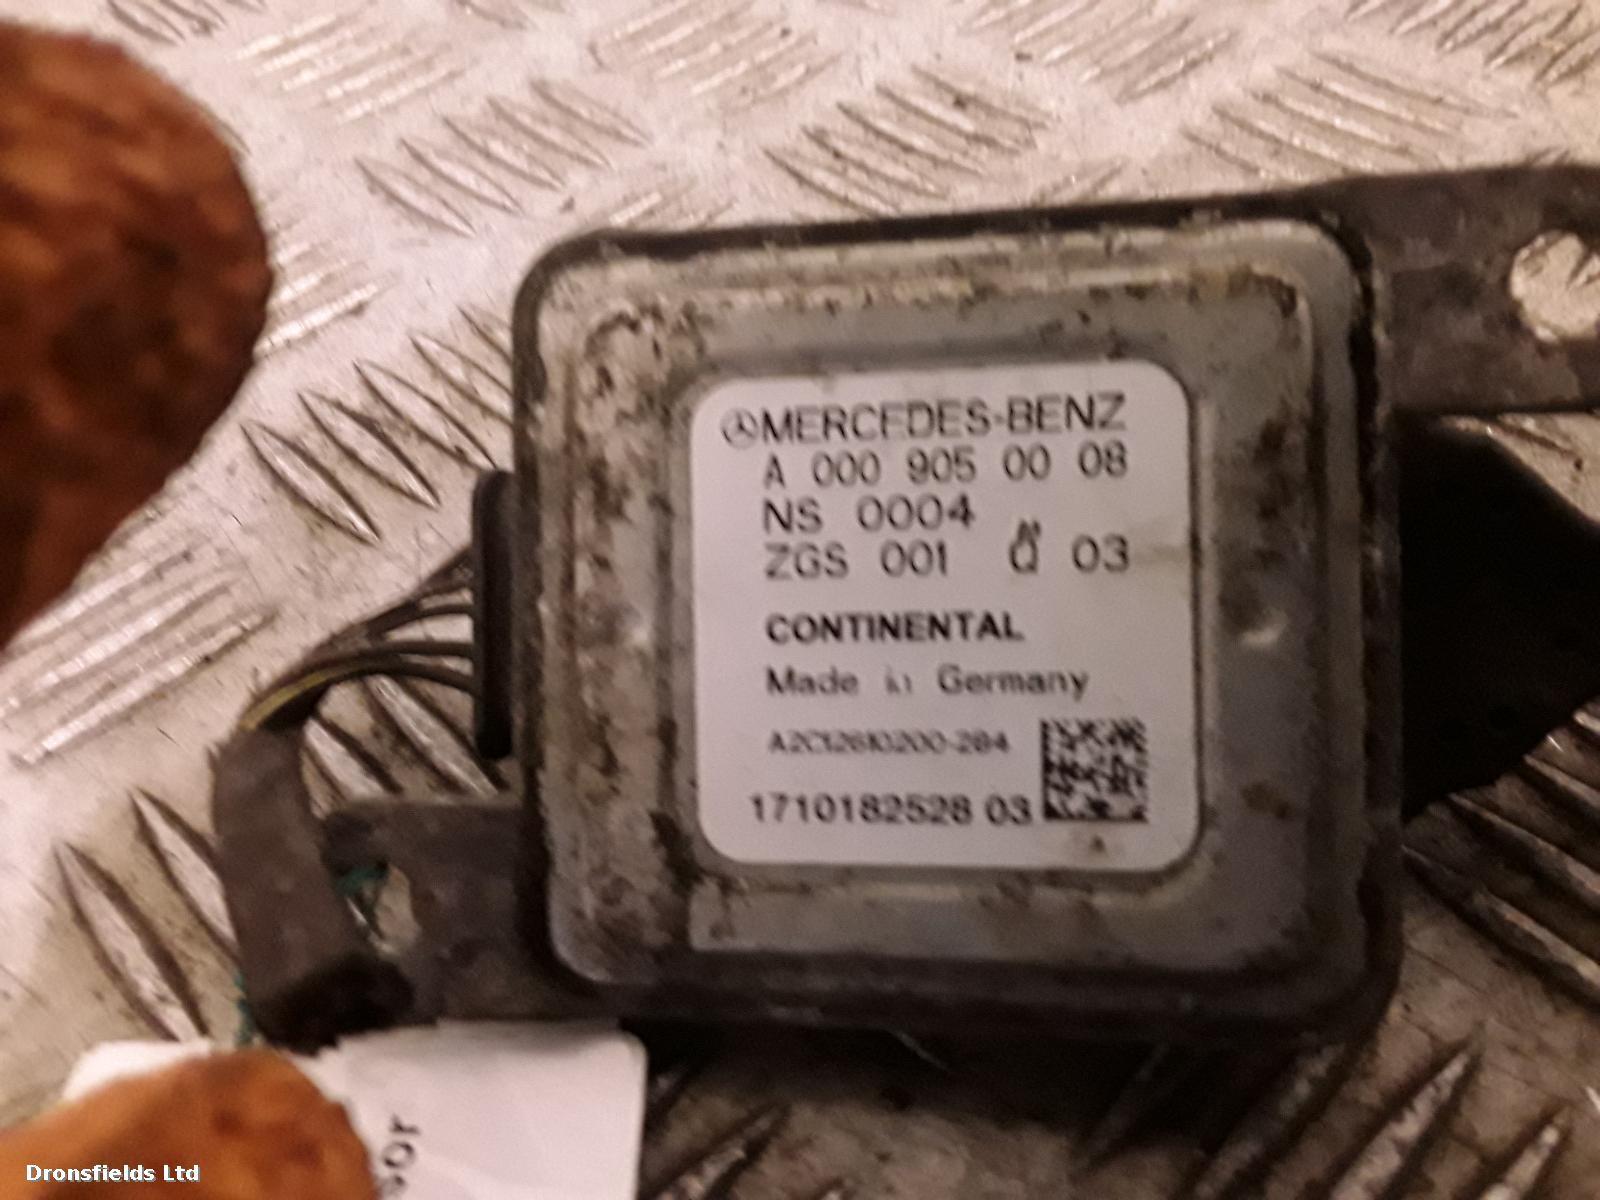 MERCEDES-BENZ
A 000 905 00 08
NS 0004
ZGS 001 Q 03
CONTINENTAL
Made in Germany
A2C12610200-284
1710182528 03
sor
Dronsfields Ltd